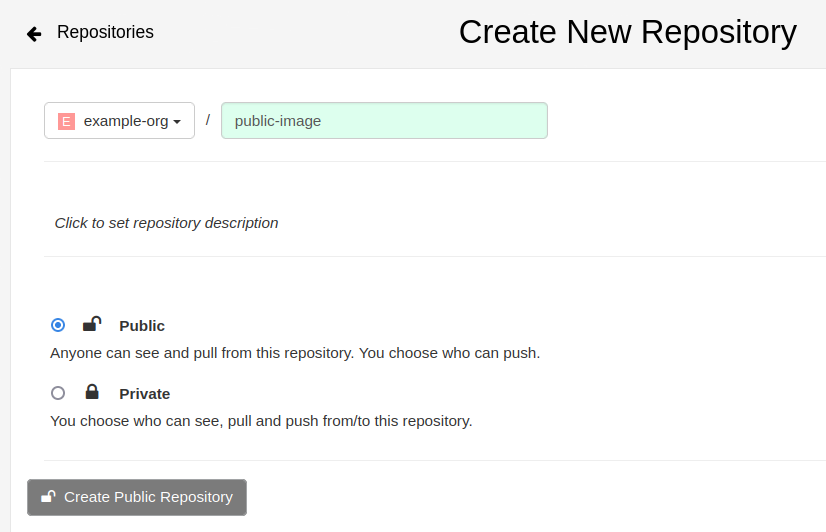 Repositories
Create New Repository
E example-org / public-image
Click to set repository description
Public
Anyone can see and pull from this repository. You choose who can push.
Private
You choose who can see, pull and push from/to this repository.
Create Public Repository